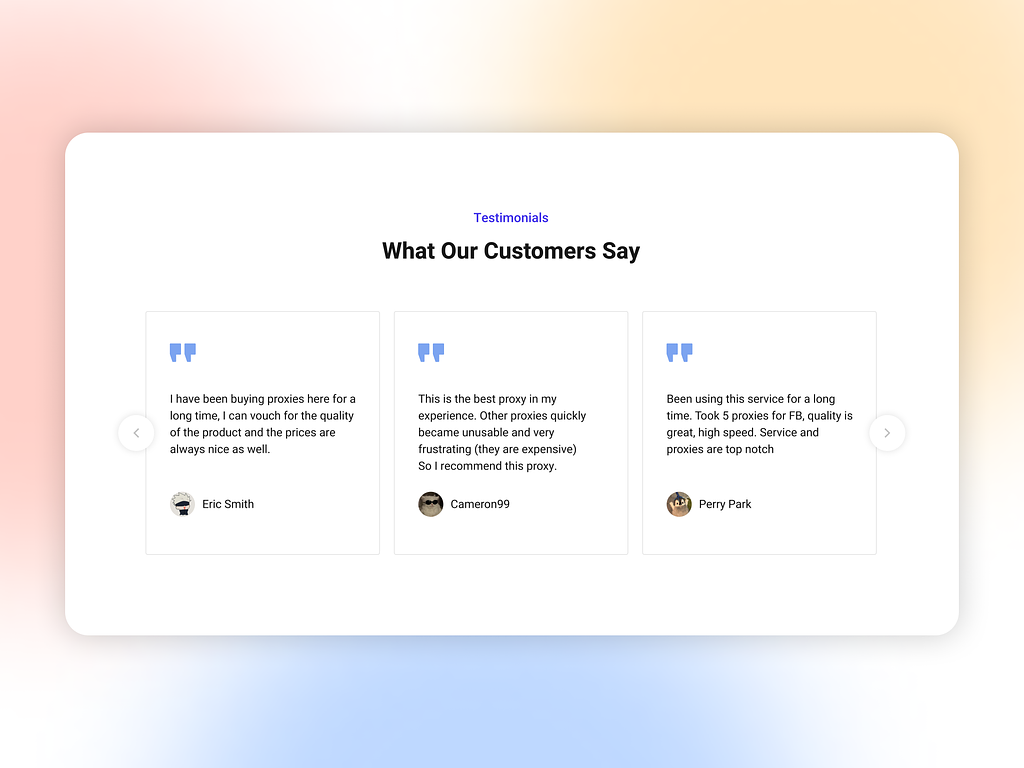 Testimonials
What Our Customers Say
I have been buying proxies here for a
long time, I can vouch for the quality
of the product and the prices are
always nice as well.
Eric Smith
This is the best proxy in my
experience. Other proxies quickly
became unusable and very
frustrating (they are expensive)
So I recommend this proxy.
Cameron99
Been using this service for a long
time. Took 5 proxies for FB, quality is
great, high speed. Service and
proxies are top notch
Perry Park